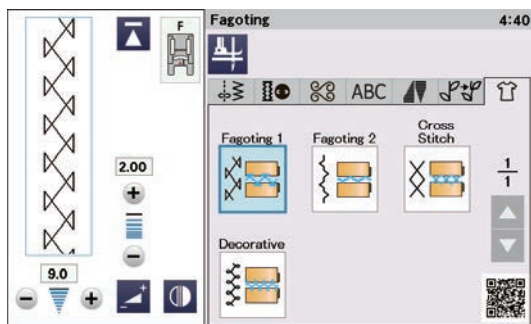 F
Fagoting
4:40
ABC
Fagoting 1
Fagoting 2
Cross
Stitch
1
1
2.00
9.0
Decorative